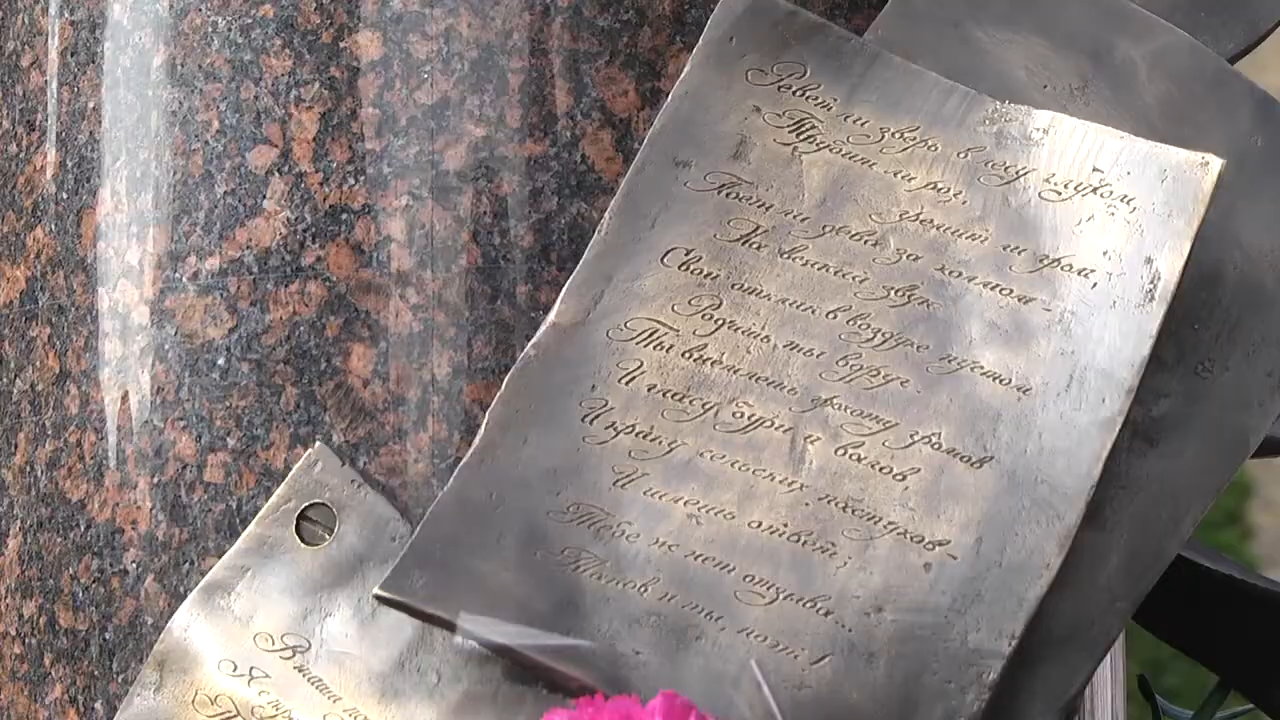 Ревет ли зверь в лесу глухом,
Трубит ли рог, гремит ли гром,
Поет ли дева за холмом -
На всякий звук
Свой отклик в воздухе пустом
Родишь ты вдруг.
Ты внемлешь грохоту громов
И гласу бури и валов,
И крику сельских пастухов -
И шлешь ответ;
Тебе ж нет отзыва...
Таков и ты, поэт!
В
Я